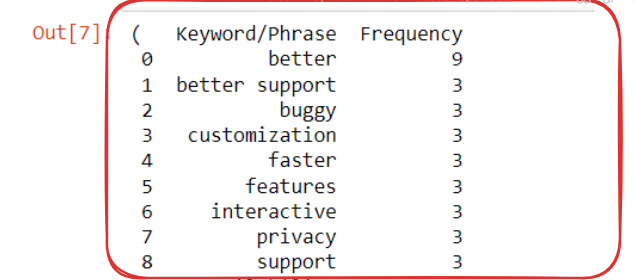 Out[7]: ( Keyword/Phrase Frequency
0 better 9
1 better support 3
2 buggy 3
3 customization 3
4 faster 3
5 features 3
6 interactive 3
7 privacy 3
8 support 3